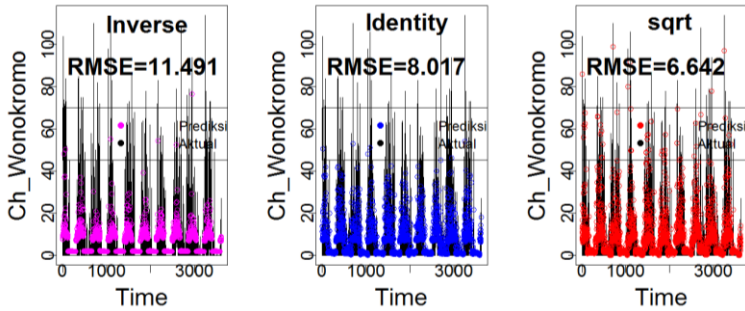 Inverse
RMSE=11.491
Prediksi
Aktual
Ch_Wonokromo
0 20 40 60 80 100
0 1000 3000
Time
Identity
RMSE=8.017
Prediksi
Aktual
Ch_Wonokromo
0 20 40 60 80 100
0 1000 3000
Time
sqrt
RMSE=6.642
Prediksi
Aktual
Ch_Wonokromo
0 20 40 60 80 100
0 1000 3000
Time